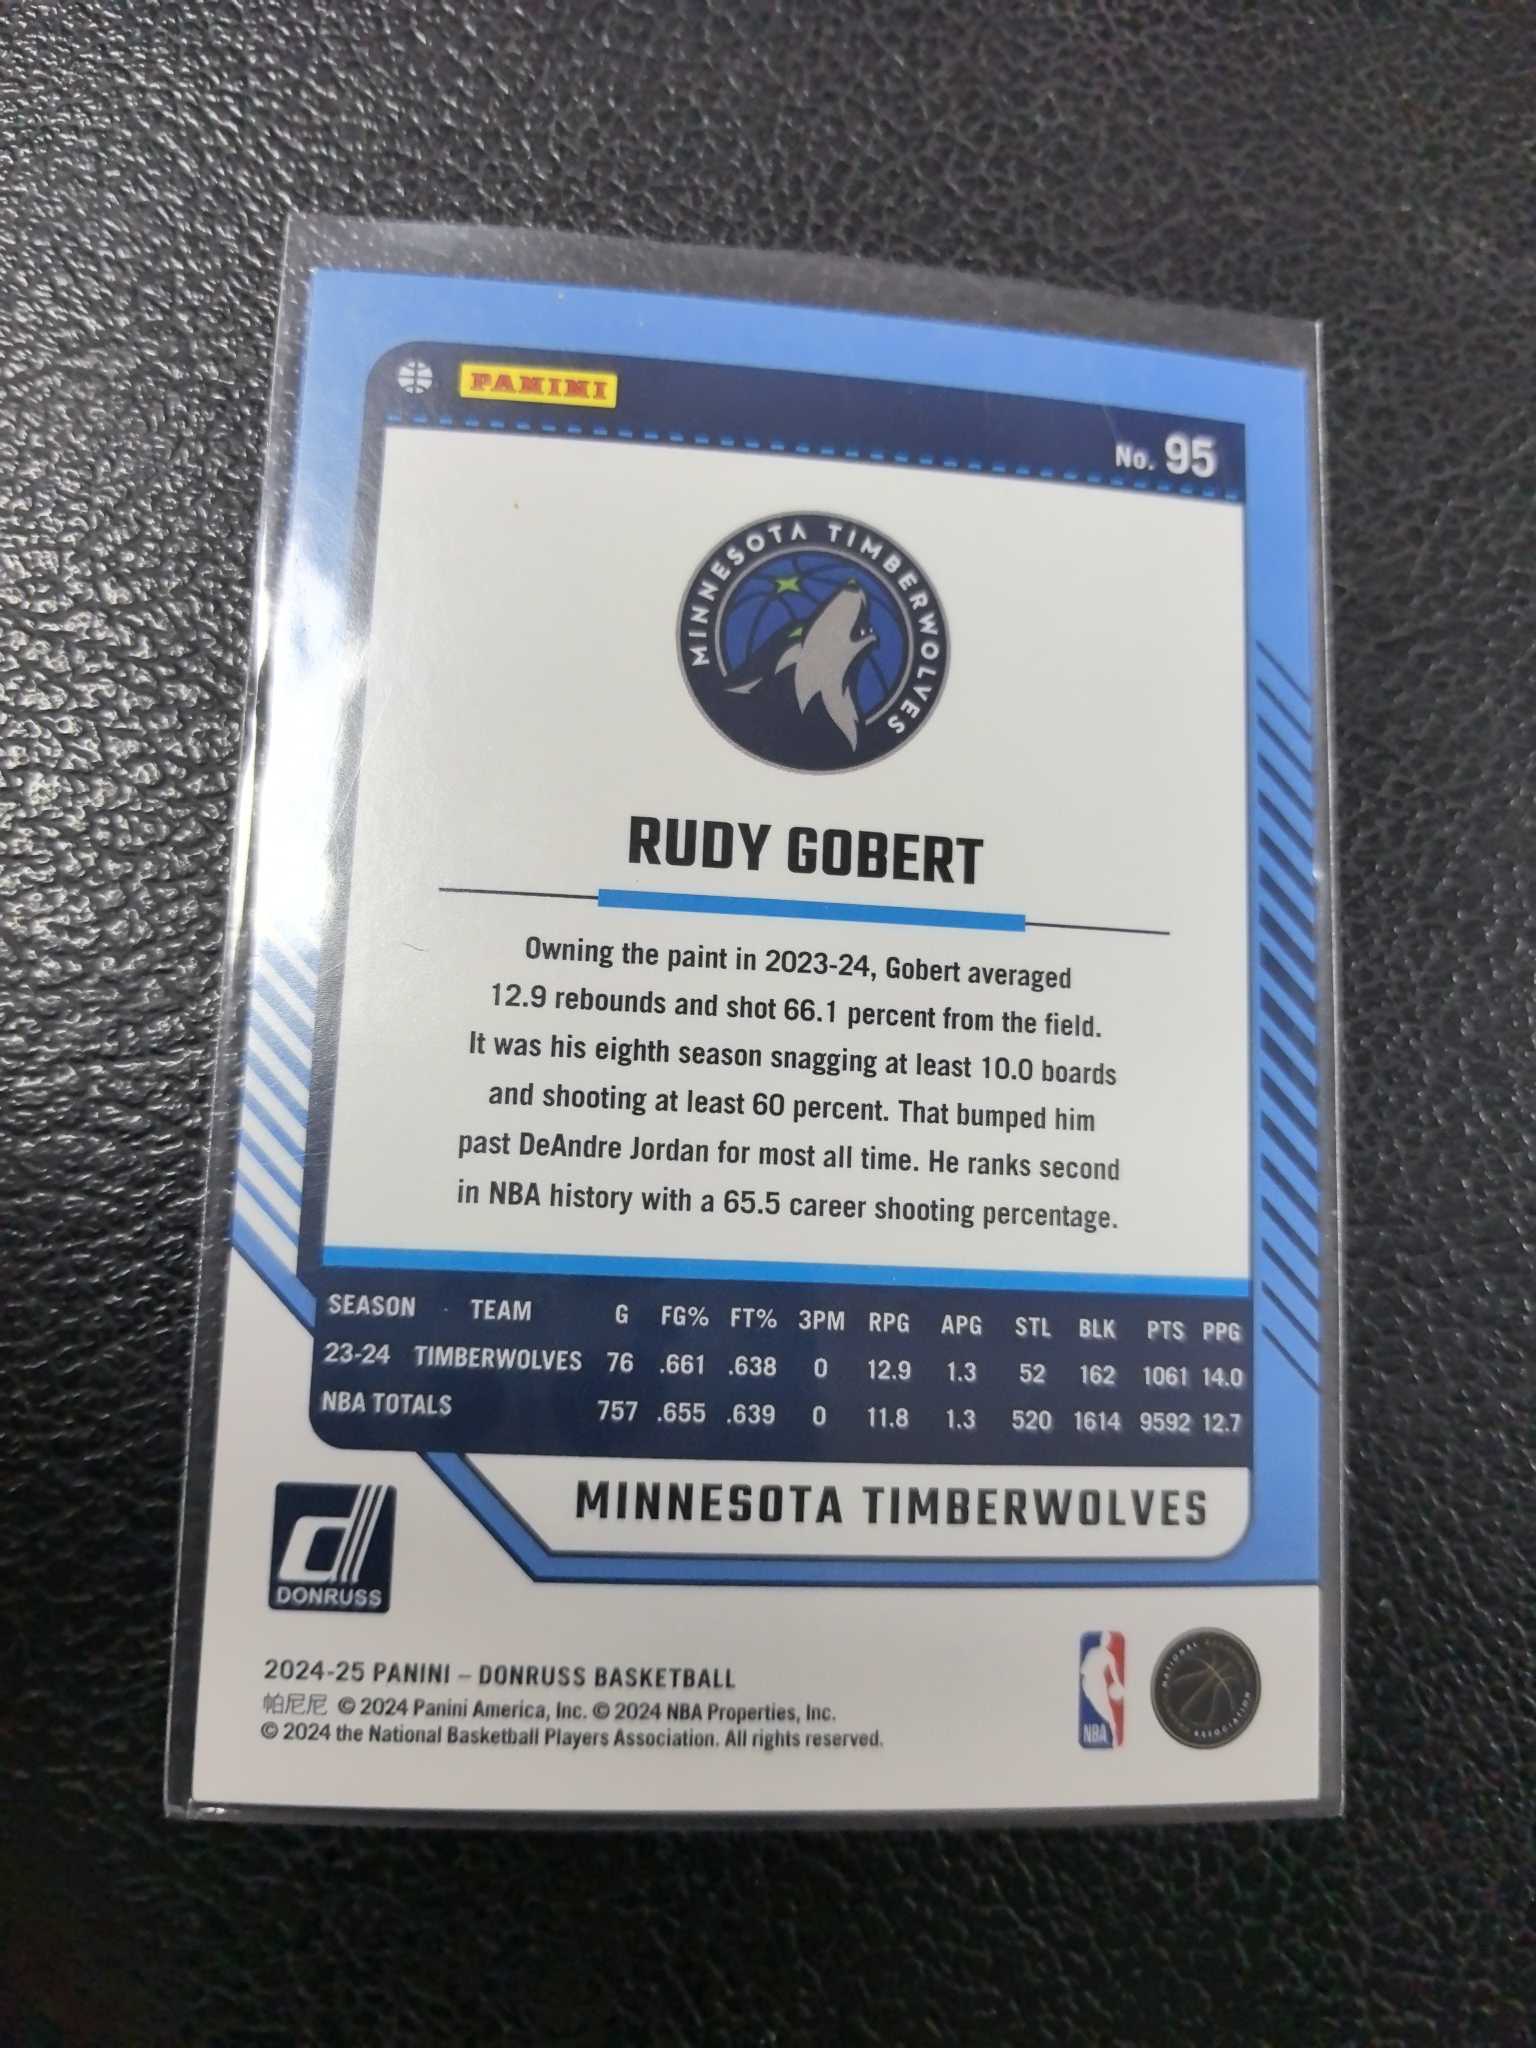 PANINI
No. 95
MINNESOTA TIMBERWOLVES
RUDY GOBERT
Owning the paint in 2023-24, Gobert averaged
12.9 rebounds and shot 66.1 percent from the field.
It was his eighth season snagging at least 10.0 boards
and shooting at least 60 percent. That bumped him
past DeAndre Jordan for most all time. He ranks second
in NBA history with a 65.5 career shooting percentage.
SEASON TEAM G FG% FT% 3PM RPG APG STL BLK PTS PPG
23-24 TIMBERWOLVES 76 .661 .638 0 12.9 1.3 52 162 1061 14.0
NBA TOTALS 757 .655 .639 0 11.8 1.3 520 1614 9592 12.7
MINNESOTA TIMBERWOLVES
DONRUSS
2024-25 PANINI – DONRUSS BASKETBALL
帕尼尼 © 2024 Panini America, Inc. © 2024 NBA Properties, Inc.
© 2024 the National Basketball Players Association. All rights reserved.
NBA
NATIONAL
ASSOCIATION